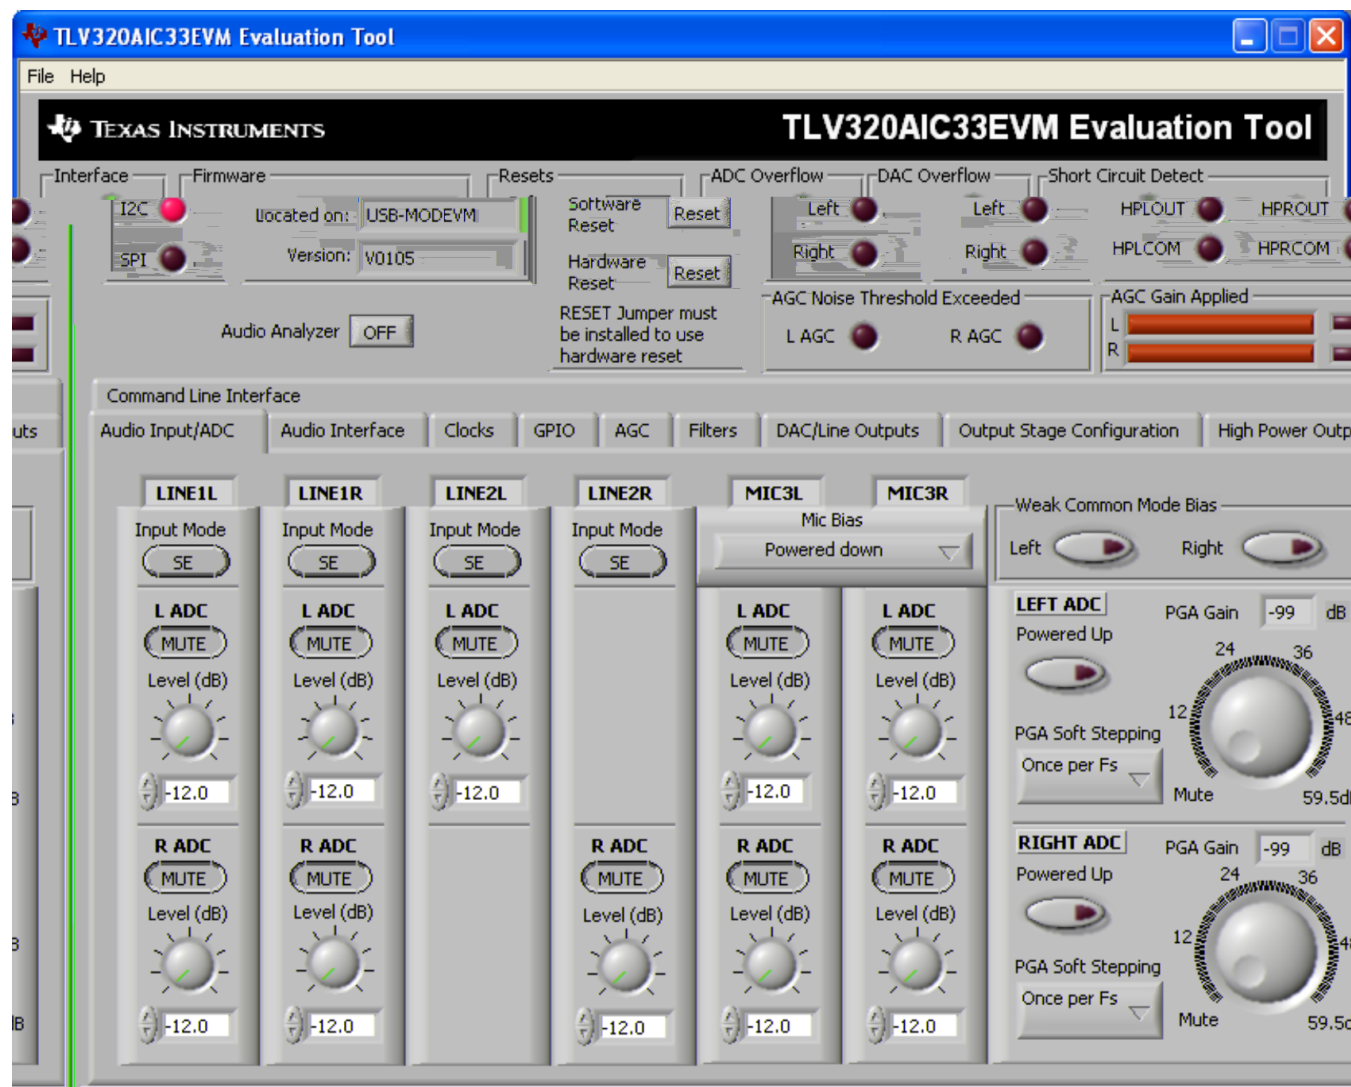 TLV320AIC33EVM Evaluation Tool
File Help
TEXAS INSTRUMENTS TLV320AIC33EVM Evaluation Tool
Interface Firmware Resets ADC Overflow DAC Overflow Short Circuit Detect
I2C Located on: USB-MODEVM Software Reset Reset Left Left HPLOUT HPROUT
SPI Version: V0105 Hardware Reset Reset Right Right HPLCOM HPRCOM
RESET Jumper must be installed to use hardware reset
AGC Noise Threshold Exceeded AGC Gain Applied
Audio Analyzer OFF L AGC R AGC L
R
Command Line Interface
uts Audio Input/ADC Audio Interface Clocks GPIO AGC Filters DAC/Line Outputs Output Stage Configuration High Power Outp
LINE1L LINE1R LINE2L LINE2R MIC3L MIC3R
Weak Common Mode Bias
Input Mode Input Mode Input Mode Input Mode Mic Bias
SE SE SE SE Powered down Left Right
L ADC L ADC L ADC L ADC L ADC LEFT ADC PGA Gain -99 dB
MUTE MUTE MUTE MUTE MUTE Powered Up
Level (dB) Level (dB) Level (dB) Level (dB) Level (dB) 24 36
12 48
PGA Soft Stepping
Once per Fs
-12.0 -12.0 -12.0 -12.0 -12.0 Mute 59.5d
R ADC R ADC R ADC R ADC R ADC RIGHT ADC PGA Gain -99 dB
MUTE MUTE MUTE MUTE MUTE Powered Up 24 36
Level (dB) Level (dB) Level (dB) Level (dB) Level (dB)
12 4
PGA Soft Stepping
Once per Fs
-12.0 -12.0 -12.0 -12.0 -12.0 Mute 59.5d